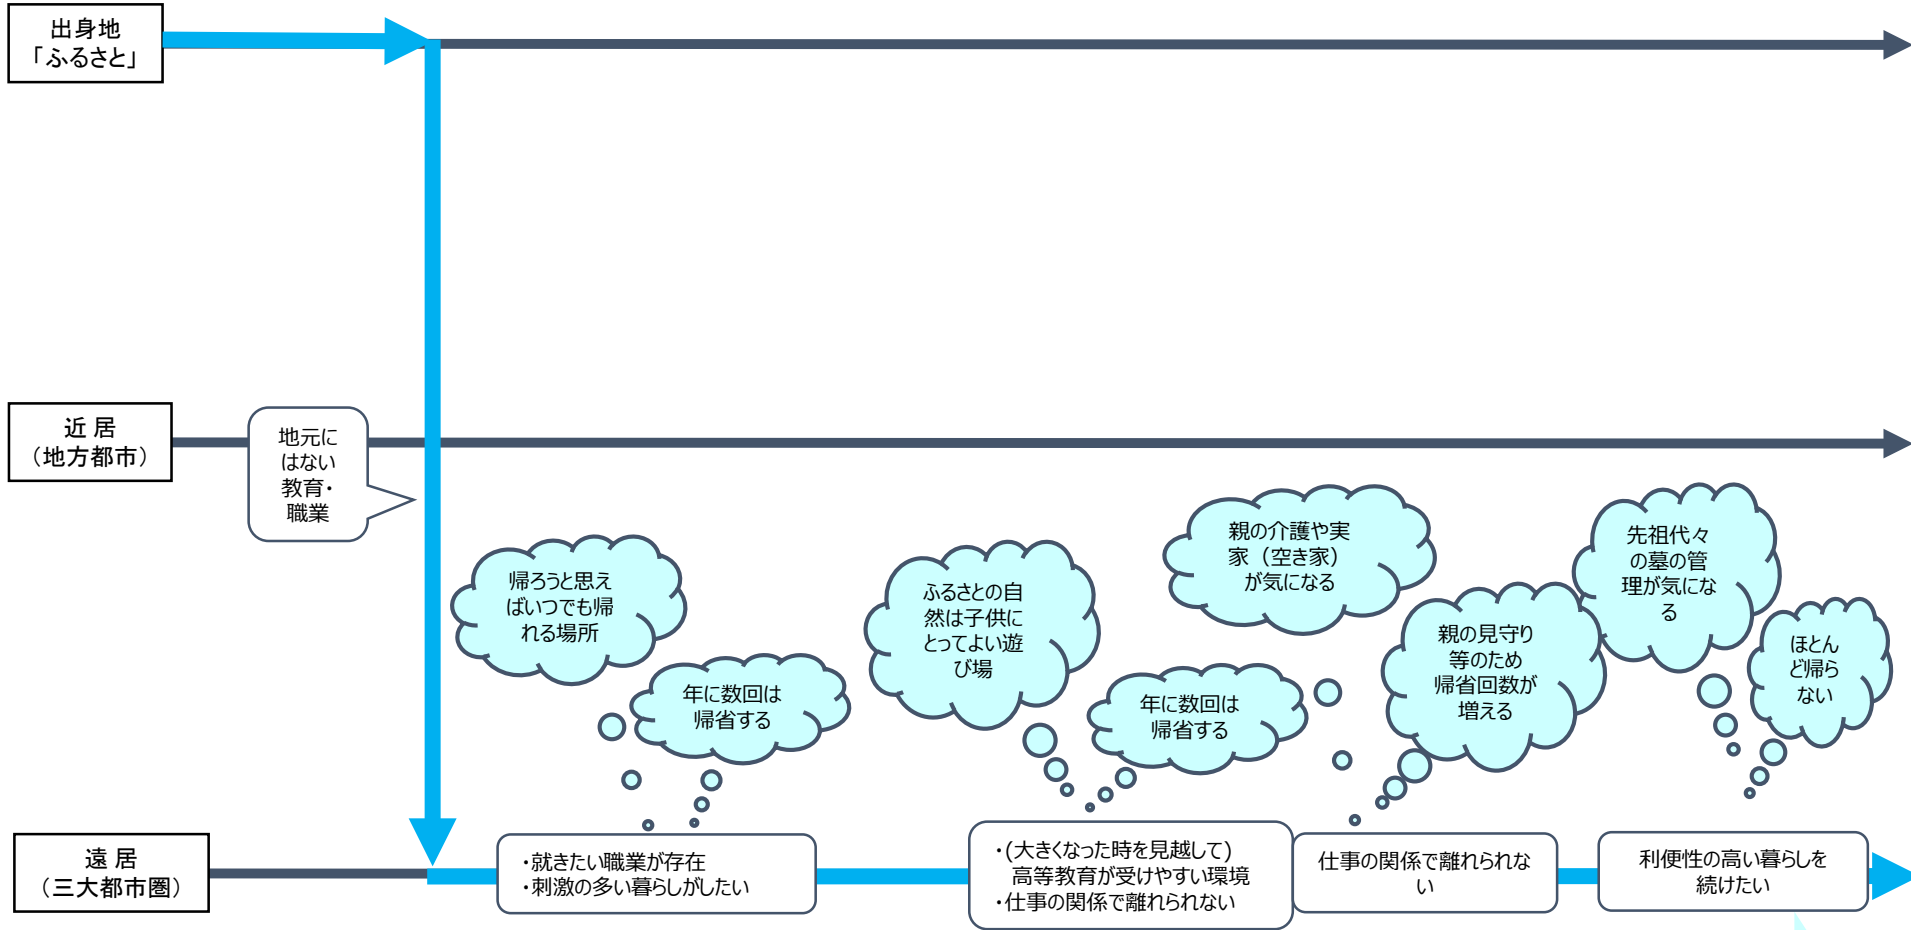 出身地
「ふるさと」
近 居
（地方都市）
地元に
はない
教育・
職業
帰ろうと思え
ばいつでも帰
れる場所
年に数回は
帰省する
ふるさとの自
然は子供に
とってよい遊
び場
年に数回は
帰省する
親の介護や実
家（空き家）
が気になる
親の見守り
等のため
帰省回数が
増える
先祖代々
の墓の管
理が気にな
る
ほとん
ど帰ら
ない
遠 居
（三大都市圏）
・就きたい職業が存在
・刺激の多い暮らしがしたい
・(大きくなった時を見越して)
高等教育が受けやすい環境
・仕事の関係で離れられない
仕事の関係で離れられな
い
利便性の高い暮らしを
続けたい